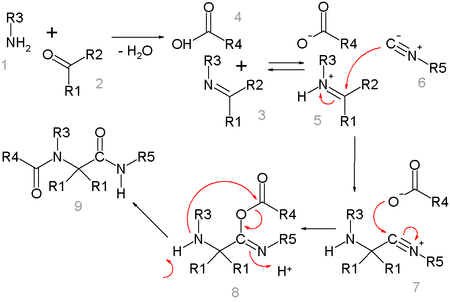 R3
NH2
+
O
R2
R1
1
2
- H2O
4
O
OH
R4
R3
N
R2
R1
3
+
O
O-
R4
R3
N+
H
R2
R1
5
C-
N+
R5
6
O
O-
R4
R3
H
N
C
N+
R5
R1
R1
7
O
O
R4
R3
H
N
C
N
R5
R1
R1
H+
8
R4
O
R3
N
O
C
N
H
R5
R1
R1
9